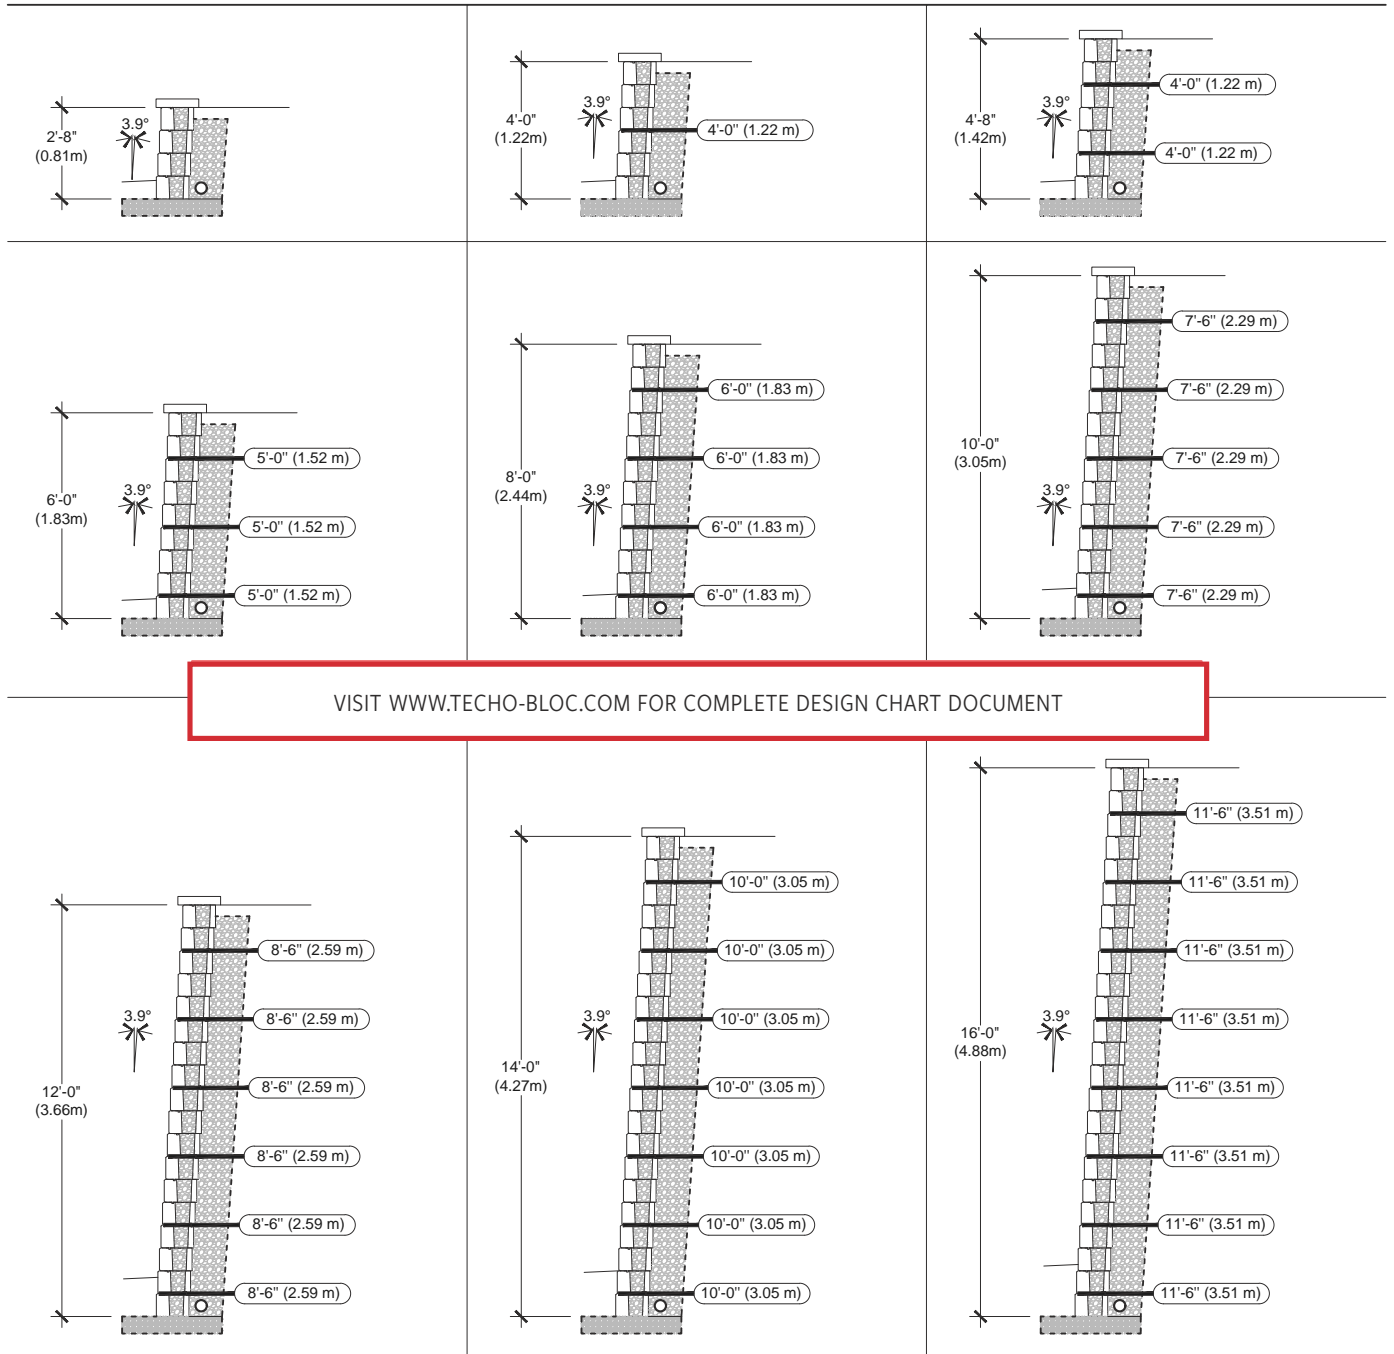 2'-8"
(0.81m)
3.9°
4'-0"
(1.22m)
3.9°
4'-0" (1.22 m)
4'-8"
(1.42m)
3.9°
4'-0" (1.22 m)
4'-0" (1.22 m)
6'-0"
(1.83m)
3.9°
5'-0" (1.52 m)
5'-0" (1.52 m)
5'-0" (1.52 m)
8'-0"
(2.44m)
3.9°
6'-0" (1.83 m)
6'-0" (1.83 m)
6'-0" (1.83 m)
6'-0" (1.83 m)
10'-0"
(3.05m)
3.9°
7'-6" (2.29 m)
7'-6" (2.29 m)
7'-6" (2.29 m)
7'-6" (2.29 m)
7'-6" (2.29 m)
VISIT WWW.TECHO-BLOC.COM FOR COMPLETE DESIGN CHART DOCUMENT
12'-0"
(3.66m)
3.9°
8'-6" (2.59 m)
8'-6" (2.59 m)
8'-6" (2.59 m)
8'-6" (2.59 m)
8'-6" (2.59 m)
8'-6" (2.59 m)
14'-0"
(4.27m)
3.9°
10'-0" (3.05 m)
10'-0" (3.05 m)
10'-0" (3.05 m)
10'-0" (3.05 m)
10'-0" (3.05 m)
10'-0" (3.05 m)
10'-0" (3.05 m)
16'-0"
(4.88m)
3.9°
11'-6" (3.51 m)
11'-6" (3.51 m)
11'-6" (3.51 m)
11'-6" (3.51 m)
11'-6" (3.51 m)
11'-6" (3.51 m)
11'-6" (3.51 m)
11'-6" (3.51 m)